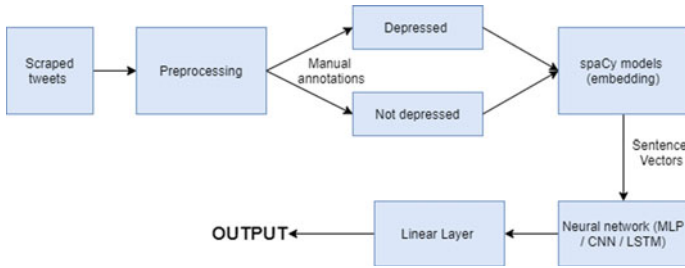 Scraped
tweets
Preprocessing
Manual
annotations
Depressed
Not depressed
spaCy models
(embedding)
Sentence
Vectors
Neural network (MLP
/ CNN / LSTM)
Linear Layer
OUTPUT